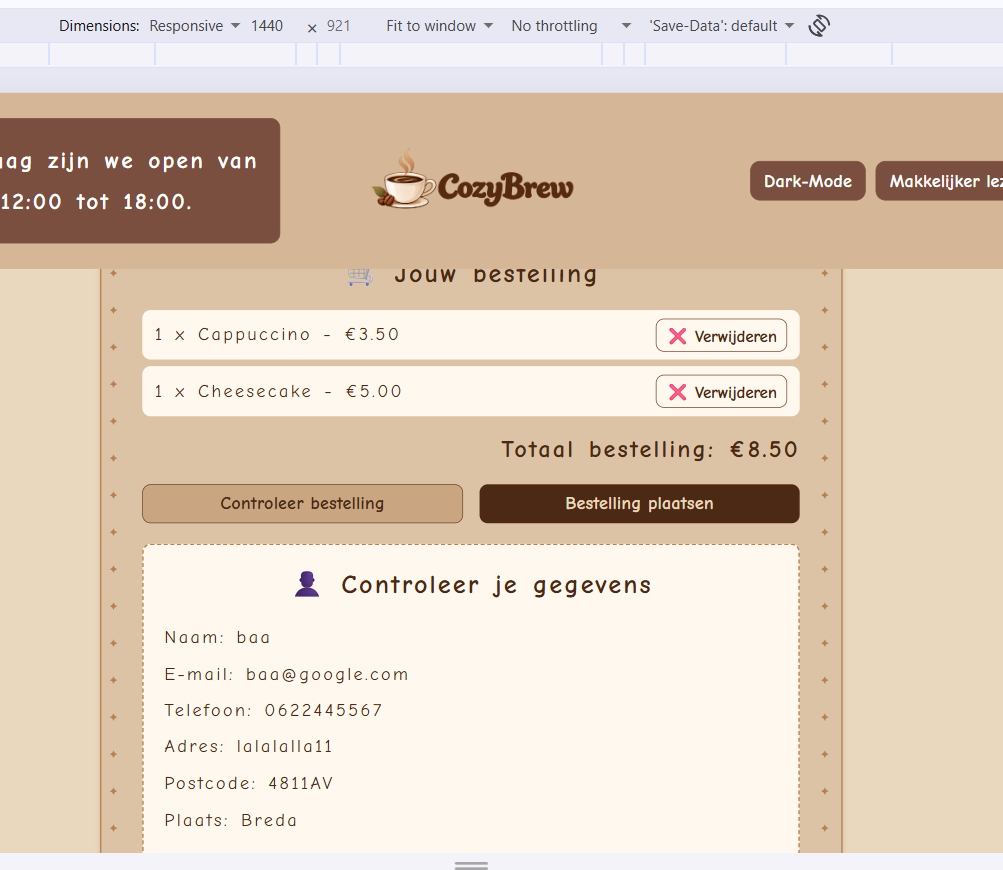 Dimensions: Responsive 1440 × 921 Fit to window No throttling 'Save-Data': default
zijn we open van
12:00 tot 18:00.
CozyBrew
Dark-Mode
Makkelijker
Jouw bestelling
1 x Cappuccino - €3.50
❌ Verwijderen
1 x Cheesecake - €5.00
❌ Verwijderen
Totaal bestelling: €8.50
Controleer bestelling
Bestelling plaatsen
Controleer je gegevens
Naam: baa
E-mail: baa@google.com
Telefoon: 0622445567
Adres: lalalalla11
Postcode: 4811AV
Plaats: Breda